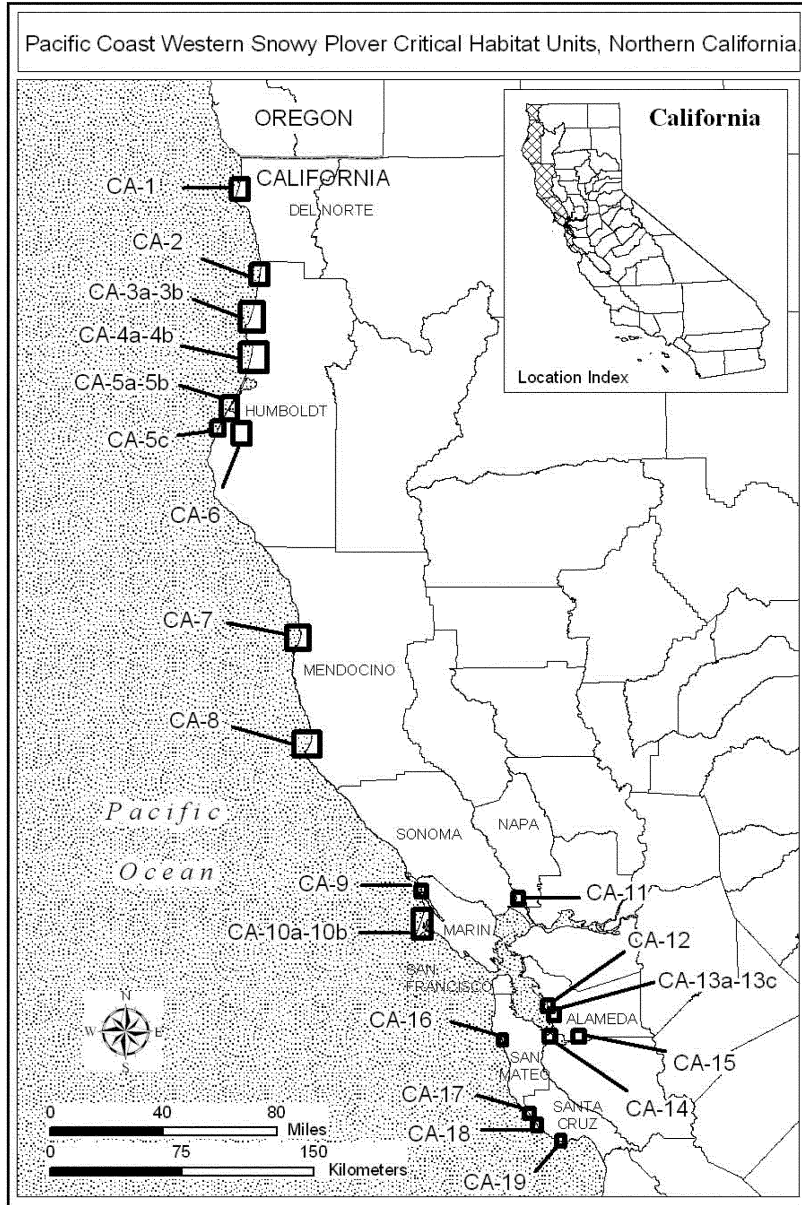 Pacific Coast Western Snowy Plover Critical Habitat Units, Northern California.
OREGON
California
CALIFORNIA
CA-1
DEL NORTE
CA-2
CA-3a-3b
CA-4a-4b
Location Index
CA-5a-5b
HUMBOLDT
CA-5c
CA-6
CA-7
MENDOCINO
CA-8
Pacific
Ocean
SONOMA
NAPA
CA-9
CA-11
CA-10a-10b
MARIN
CA-12
SAN
FRANCISCO
CA-13a-13c
N
W E
S
CA-16
ALAMEDA
SAN
MATEO
CA-15
CA-14
CA-17
SANTA
CRUZ
CA-18
CA-19
0 40 80
Miles
0 75 150
Kilometers